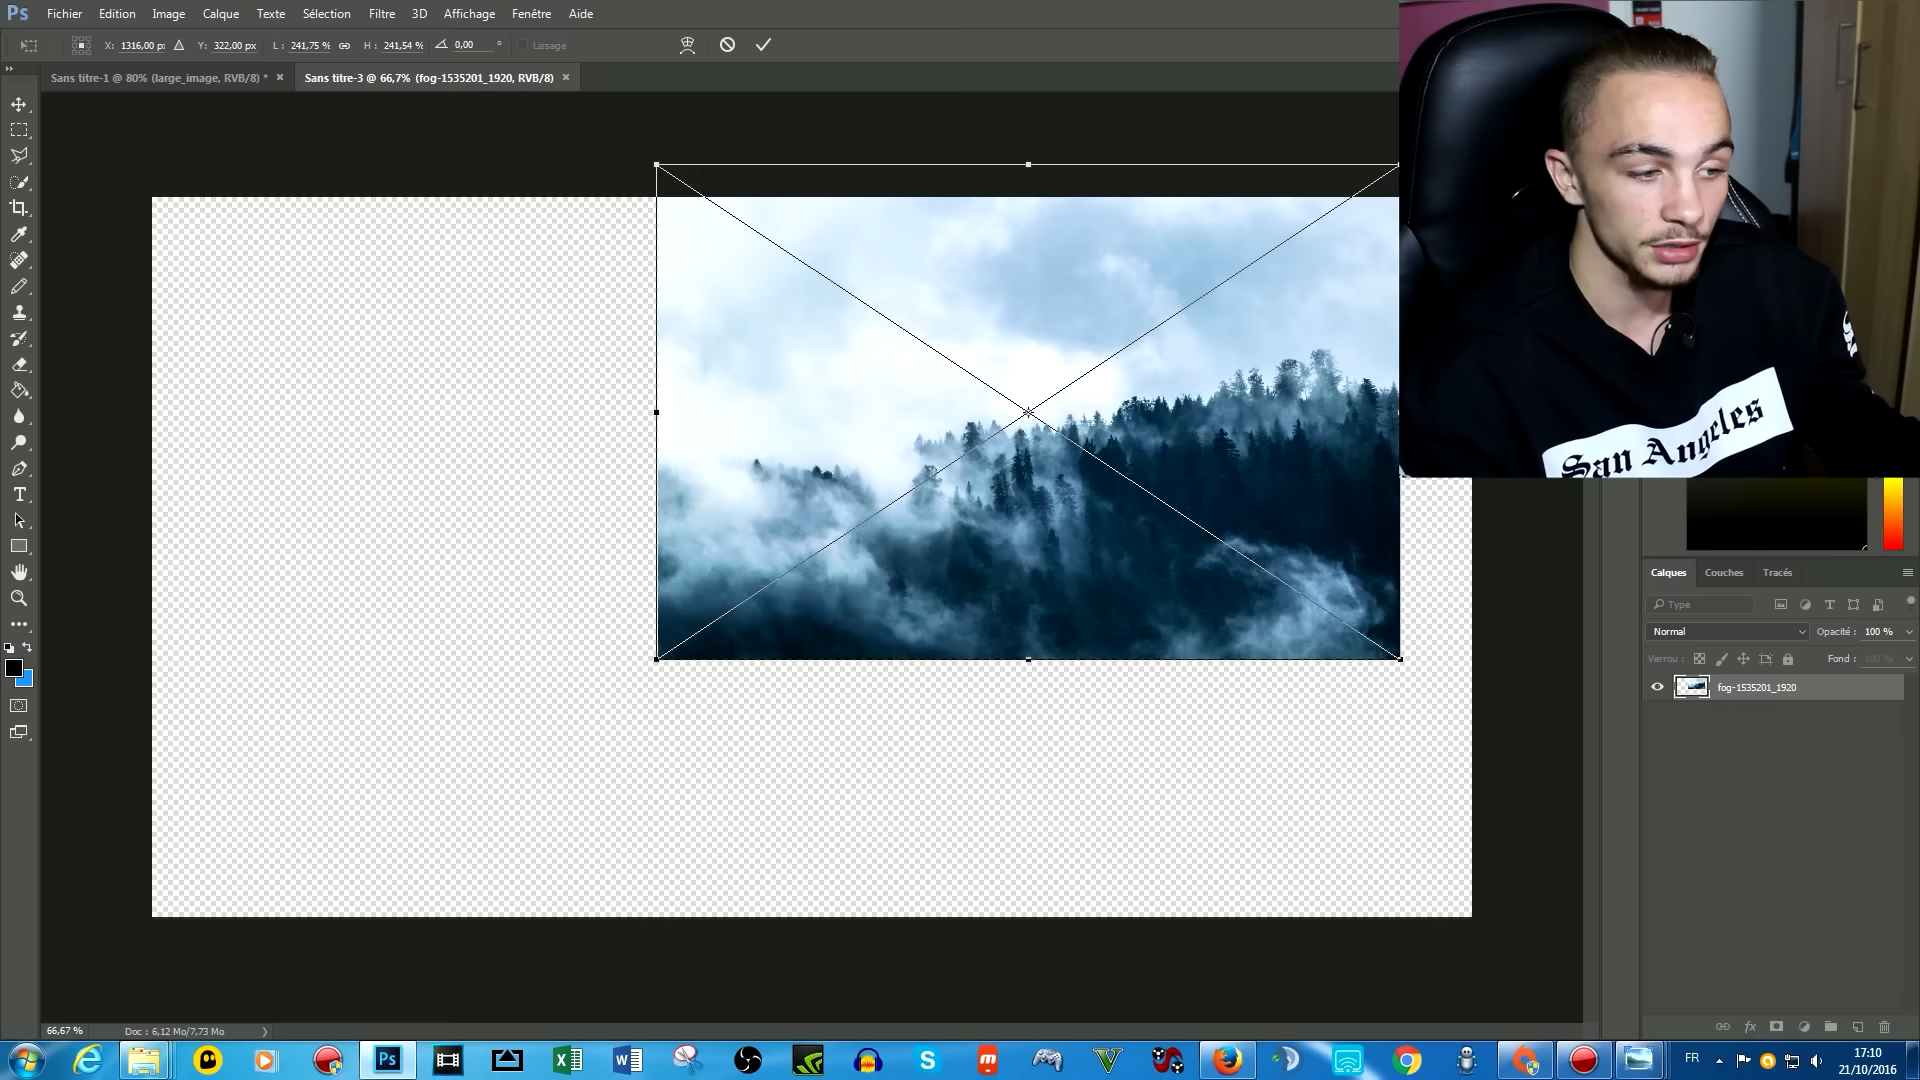 Ps Fichier Edition Image Calque Texte Sélection Filtre 3D Affichage Fenêtre Aide
X: 1316,00 px Y: 322,00 px L : 241,75 % H : 241,54 % 0,00 ° Lissage
Sans titre-1 @ 80% (large_image, RVB/8) * × Sans titre-3 @ 66,7% (fog-1535201_1920, RVB/8) ×
San Angeles
Calques Couches Tracés
Type
Normal Opacité : 100 %
Verrou : Fond : 100 %
fog-1535201_1920
66,67 % Doc : 6,12 Mo/7,73 Mo
fx
Ps
FR 17:10
21/10/2016